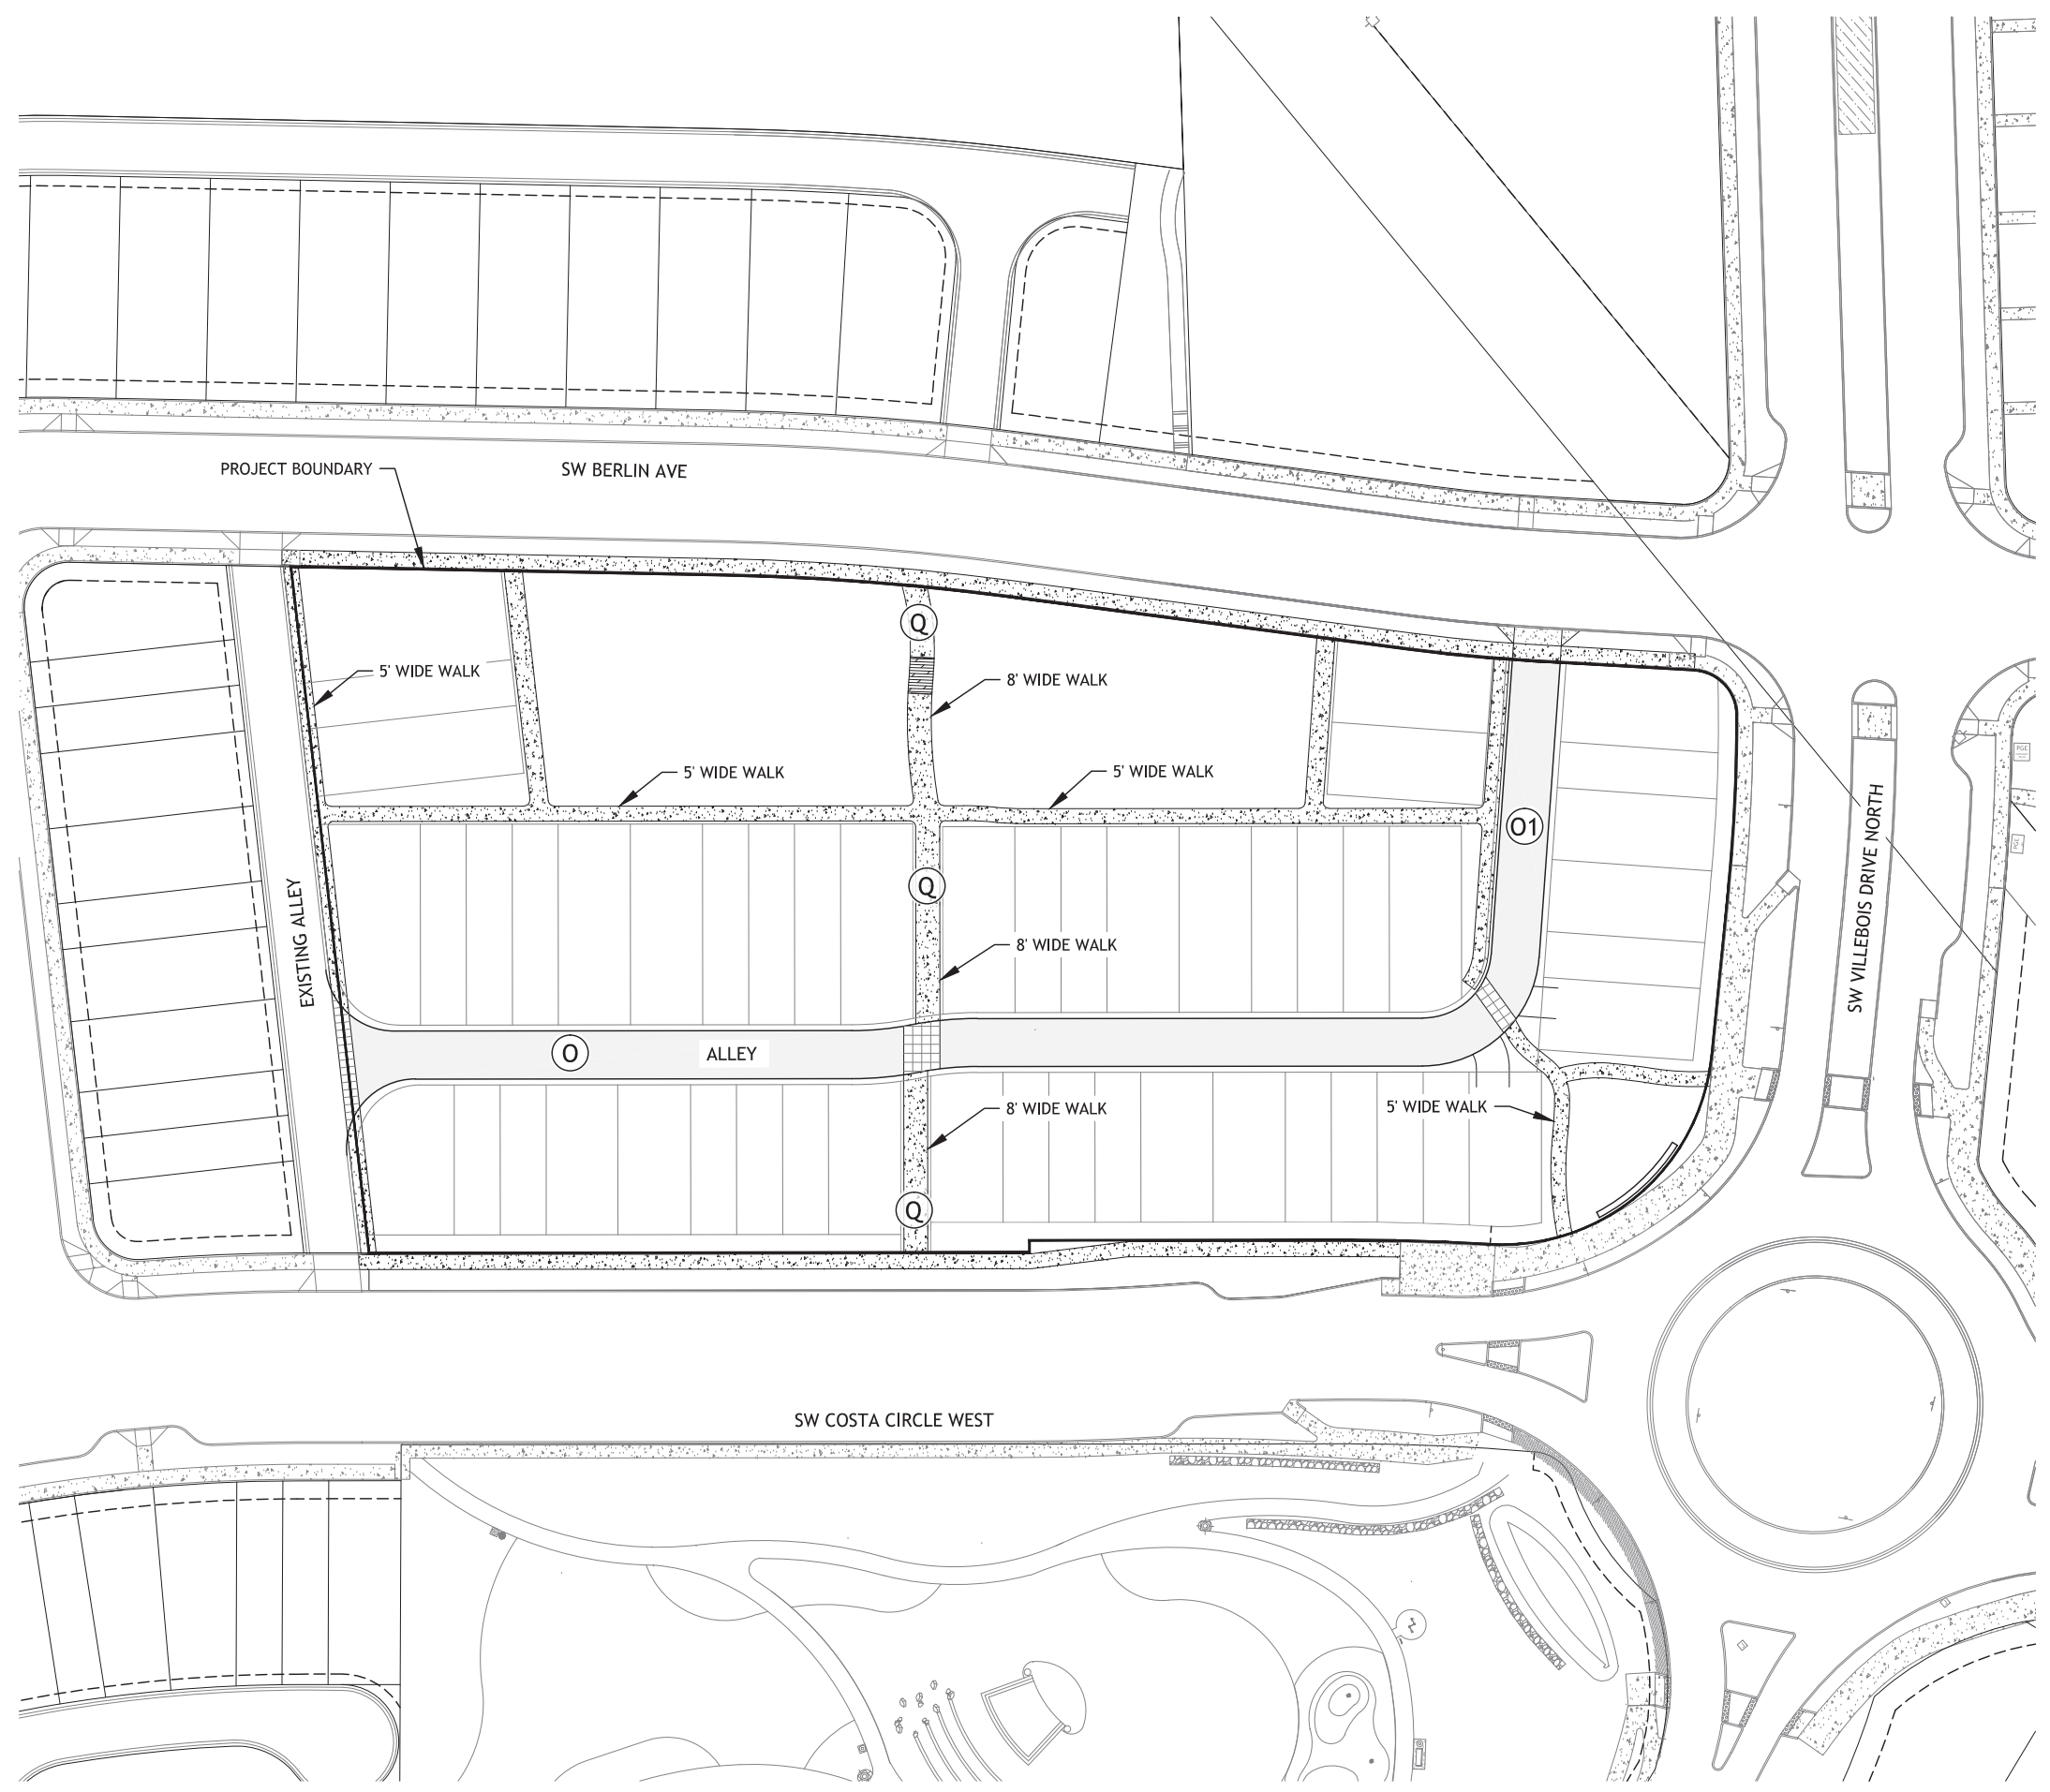 PROJECT BOUNDARY
SW BERLIN AVE
Q
5' WIDE WALK
8' WIDE WALK
5' WIDE WALK
5' WIDE WALK
PGE
O1
PGE
SW VILLEBOIS DRIVE NORTH
Q
EXISTING ALLEY
8' WIDE WALK
O
ALLEY
8' WIDE WALK
5' WIDE WALK
Q
SW COSTA CIRCLE WEST